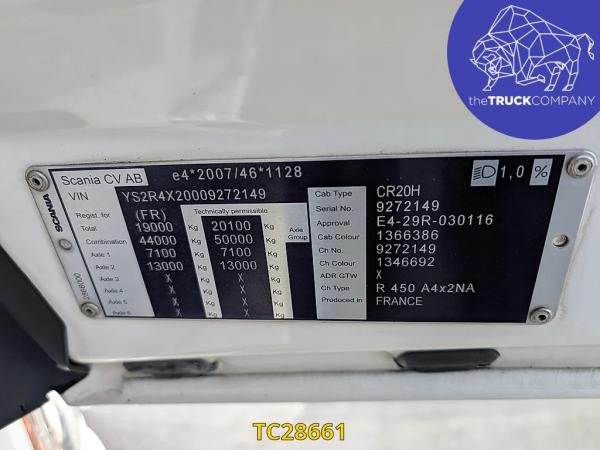 theTRUCKCOMPANY
Scania CV AB e4*2007/46*1128 1,0 %
VIN YS2R4X20009272149
SCANIA
Regist. for (FR) Technically permissible
Total 19000 Kg 20100 Kg
Combination 44000 Kg 50000 Kg Axle Group
Axle 1 7100 Kg 7100 Kg
Axle 2 13000 Kg 13000 Kg
Axle 3 X Kg X Kg
Axle 4 X Kg X Kg
Axle 5 X Kg X Kg
Axle 6 X Kg X Kg
Cab Type CR20H
Serial No. 9272149
Approval E4-29R-030116
Cab Colour 1366386
Ch No. 9272149
Ch Colour 1346692
ADR GTW X
Ch Type R 450 A4x2NA
Produced in FRANCE
TC28661